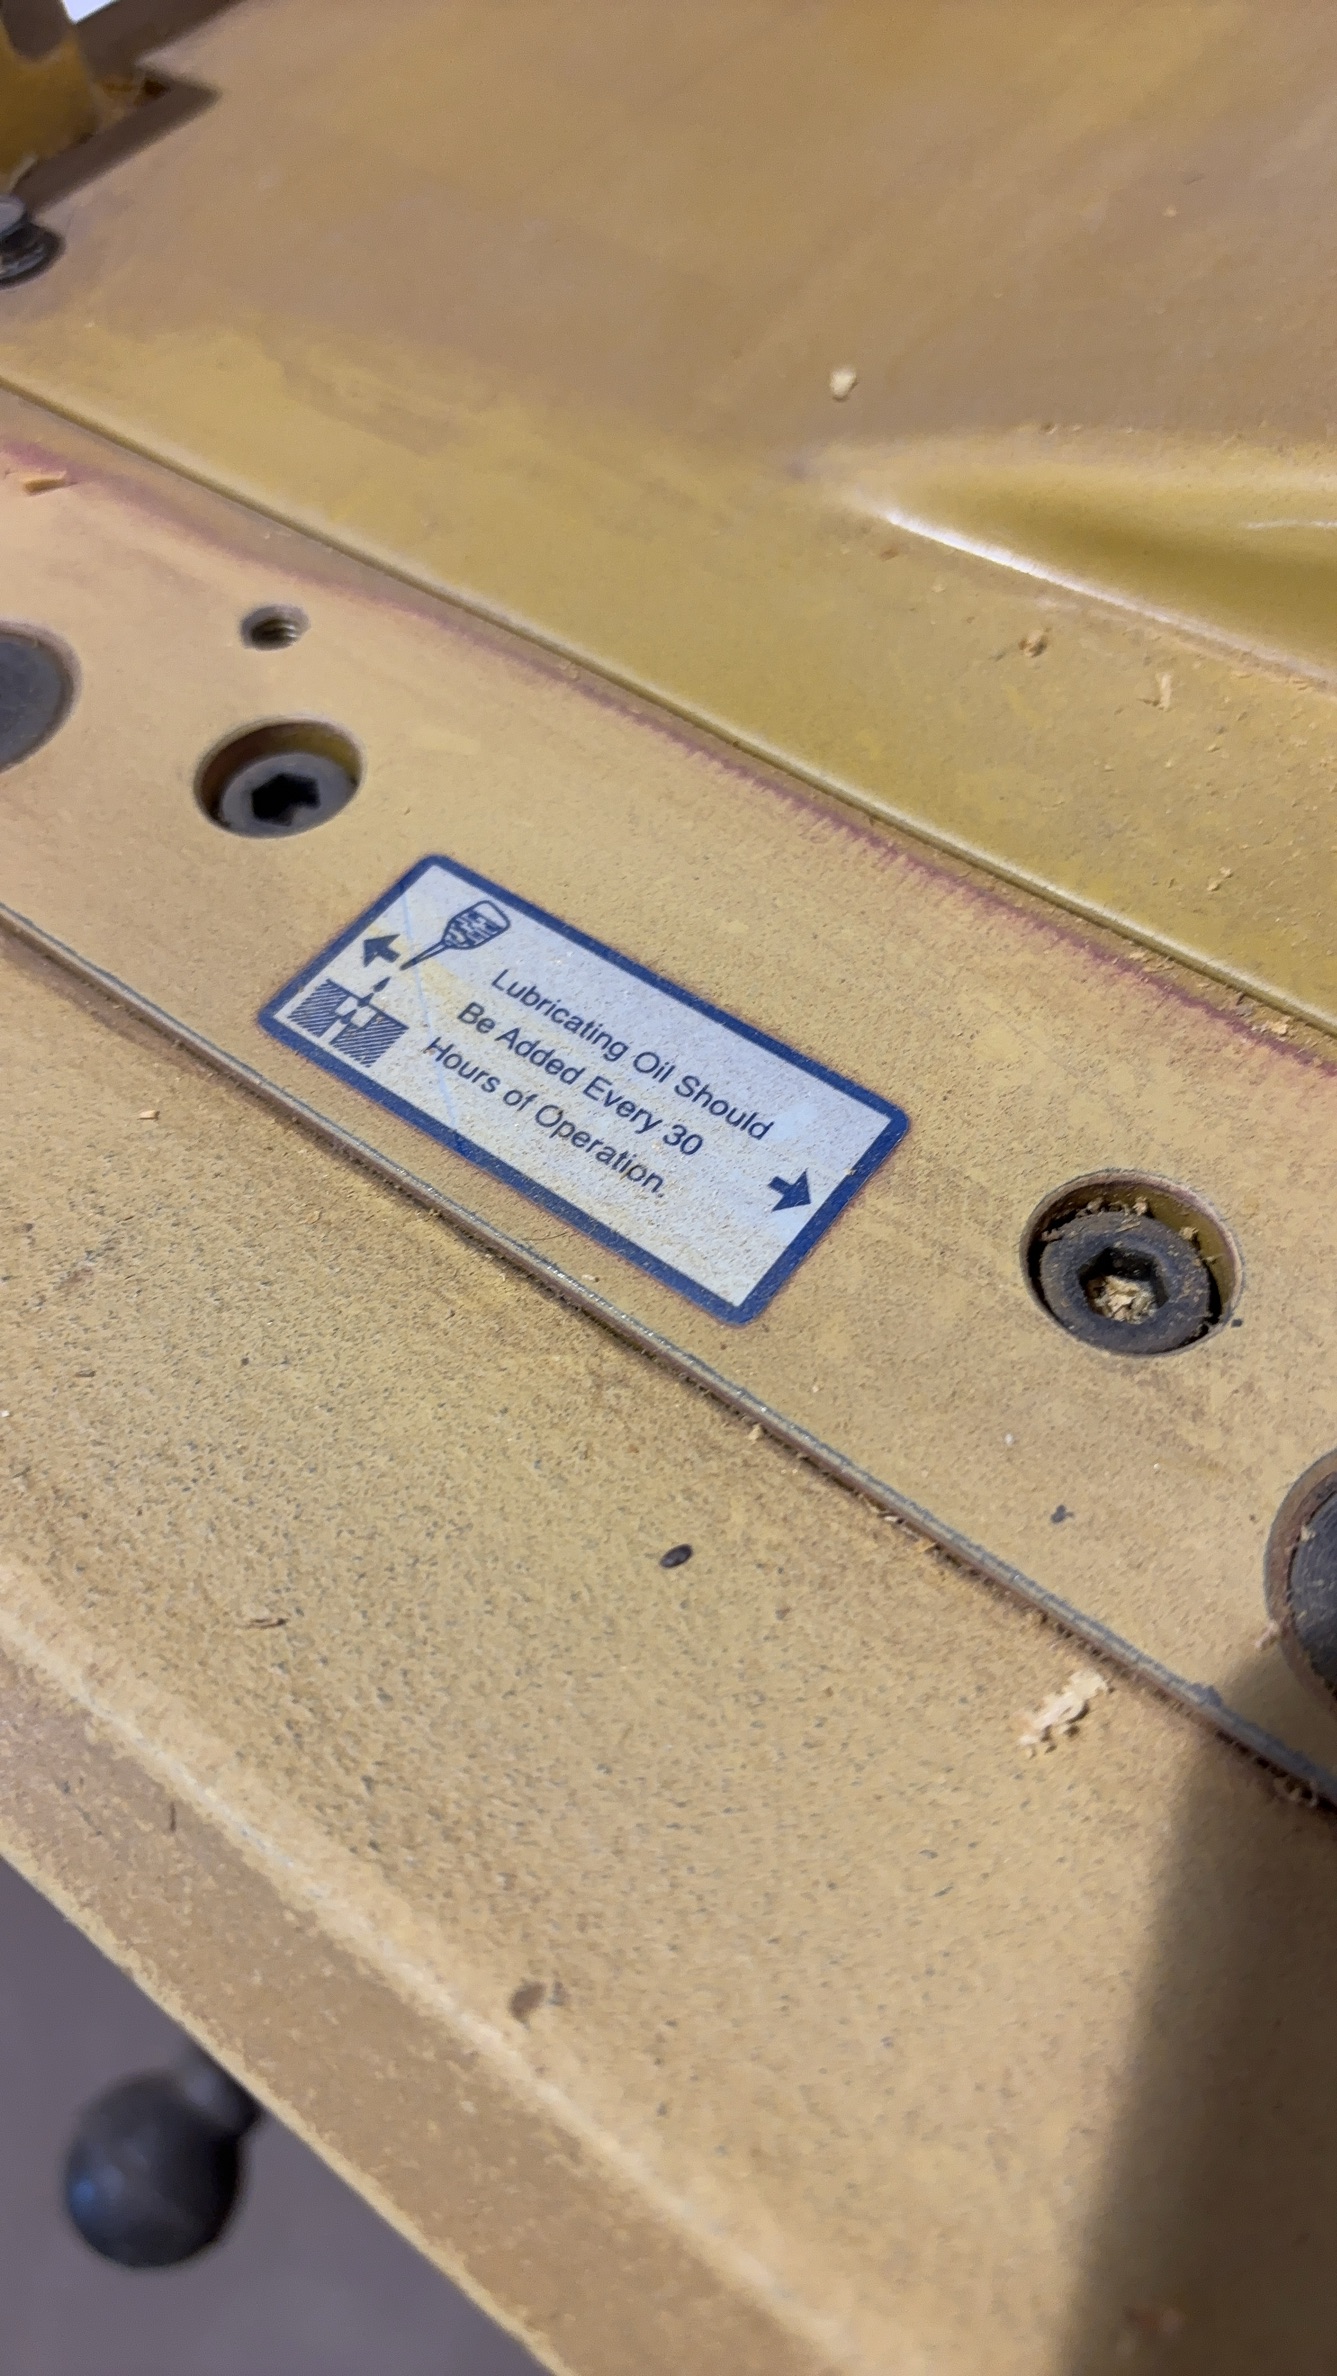 Lubricating Oil Should
Be Added Every 30
Hours of Operation.